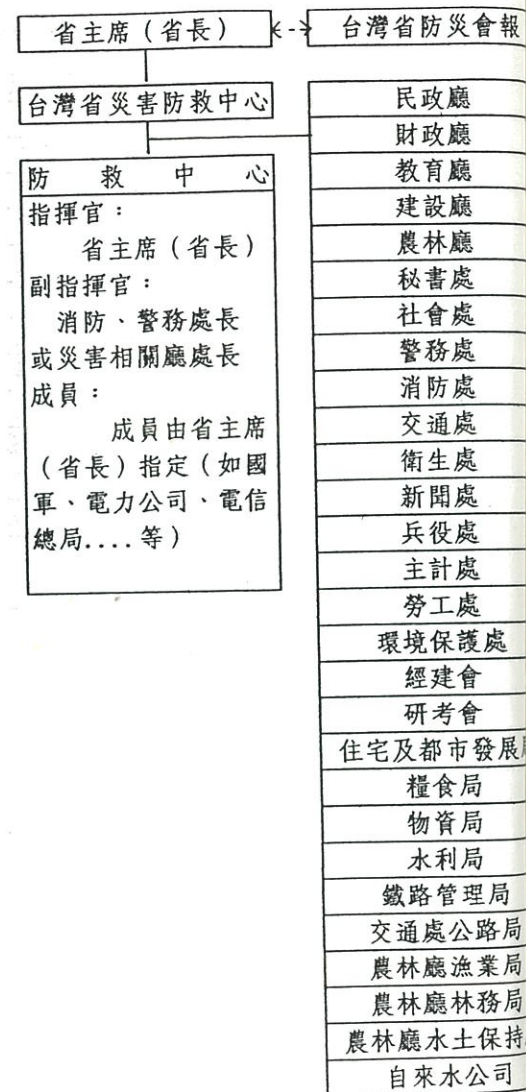 省主席（省長）
台灣省防災會報
台灣省災害防救中心
防救中心
指揮官：
省主席（省長）
副指揮官：
消防、警務處長
或災害相關廳處長
成員：
成員由省主席
（省長）指定（如國
軍、電力公司、電信
總局....等）
民政廳
財政廳
教育廳
建設廳
農林廳
秘書處
社會處
警務處
消防處
交通處
衛生處
新聞處
兵役處
主計處
勞工處
環境保護處
經建會
研考會
住宅及都市發展
糧食局
物資局
水利局
鐵路管理局
交通處公路局
農林廳漁業局
農林廳林務局
農林廳水土保持
自來水公司